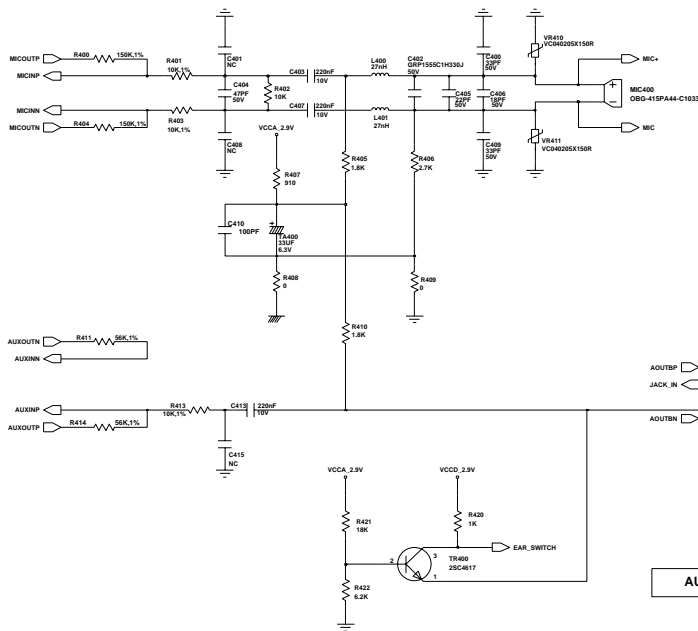 MICOUTP
R400
150K,1%
MICINP
R401
10K,1%
C401
NC
C404
47PF
50V
R402
10K
MICINN
MICOUTN
R404
150K,1%
R403
10K,1%
C408
NC
C403
220nF
10V
C407
220nF
10V
L400
27nH
L401
27nH
C402
GRP1555C1H330J
50V
C405
22PF
50V
C400
33PF
50V
C406
18PF
50V
C409
33PF
50V
VR410
VC040205X150R
VR411
VC040205X150R
MIC+
MIC
MIC400
OBG-415PA44-C1033
VCCA_2.9V
R407
910
R405
1.8K
R406
2.7K
C410
100PF
+
TA400
33UF
6.3V
R408
0
R409
0
R410
1.8K
AUXOUTN
R411
56K,1%
AUXINN
AUXINP
R413
10K,1%
C413
220nF
10V
AUXOUTP
R414
56K,1%
C415
NC
AOUTBP
JACK_IN
AOUTBN
VCCA_2.9V
VCCD_2.9V
R421
18K
R420
1K
EAR_SWITCH
2
3
1
TR400
2SC4617
R422
6.2K
AU